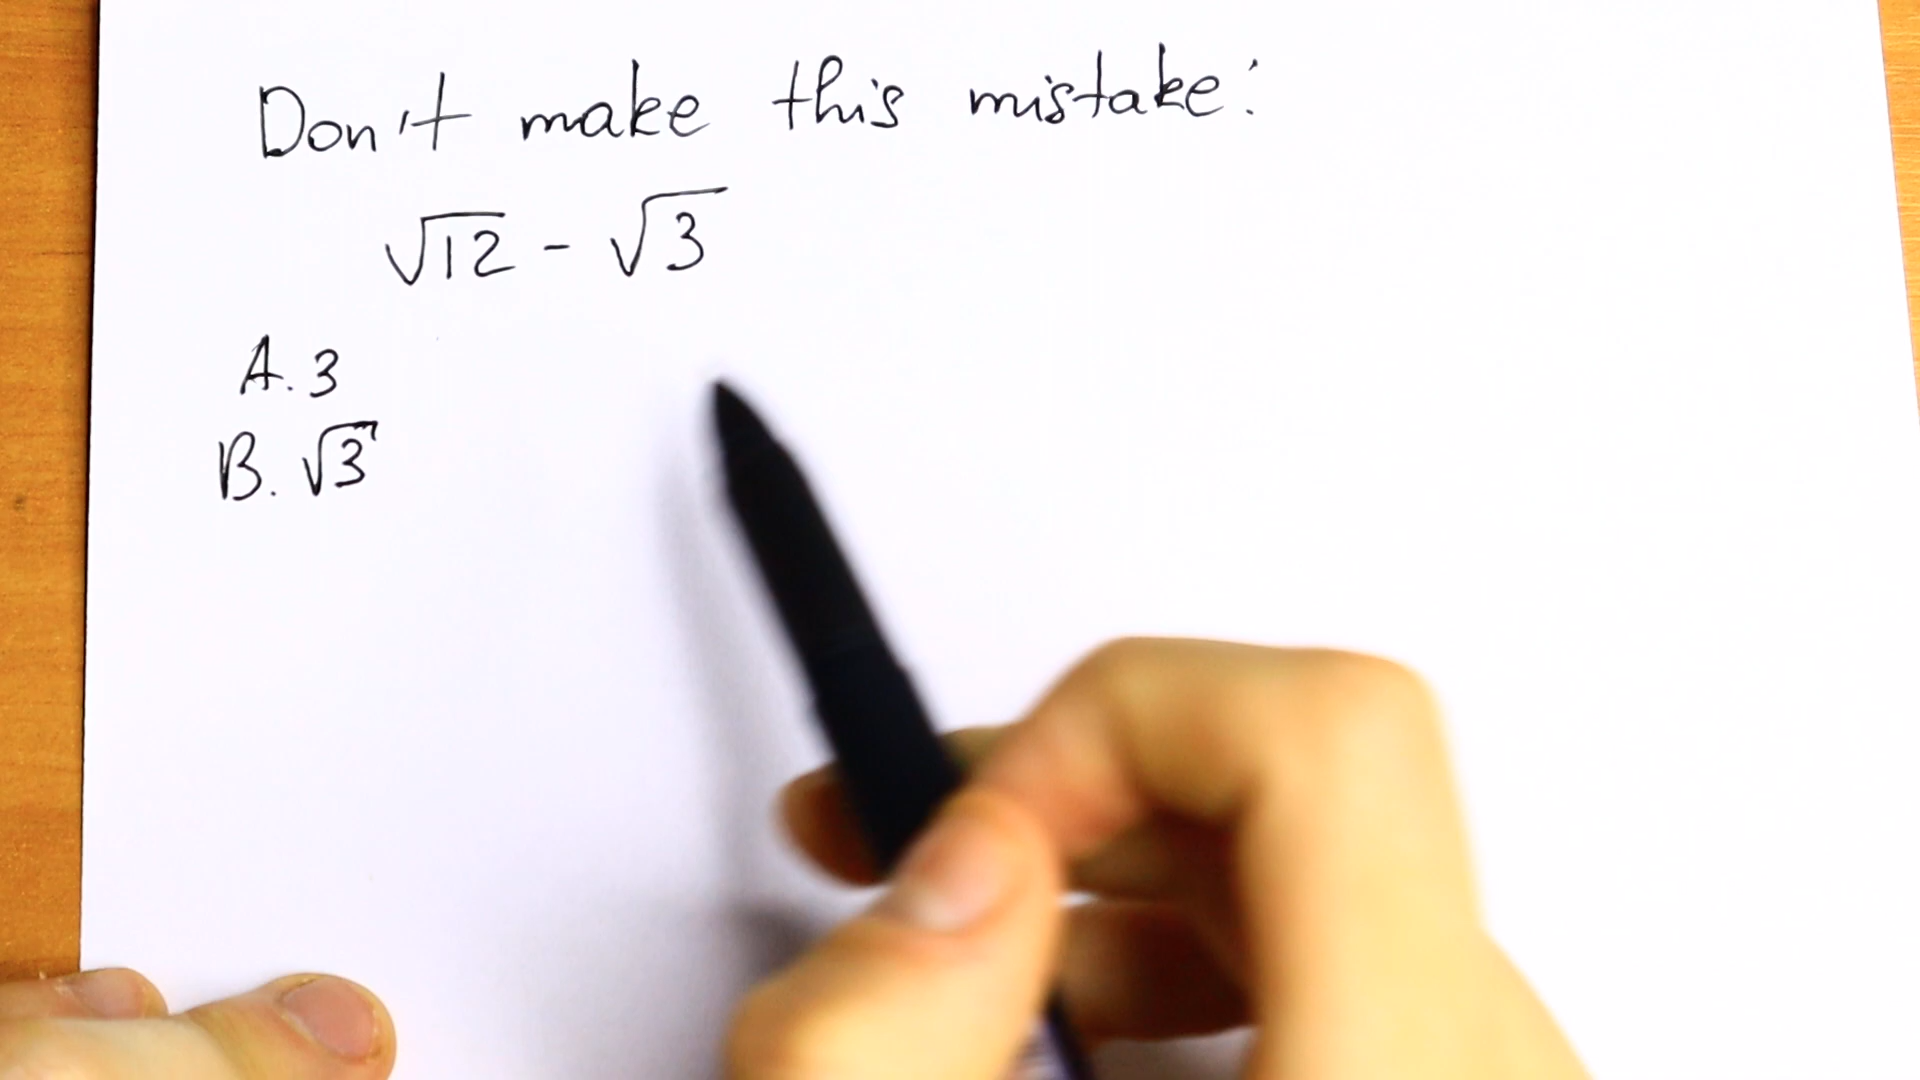 Don't make this mistake:
√12 - √3
A. 3
B. √3